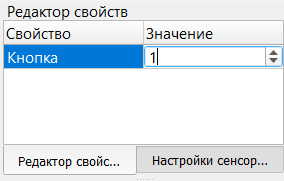 Редактор свойств
Свойство Значение
Кнопка 1
Редактор свойс... Настройки сенсор...